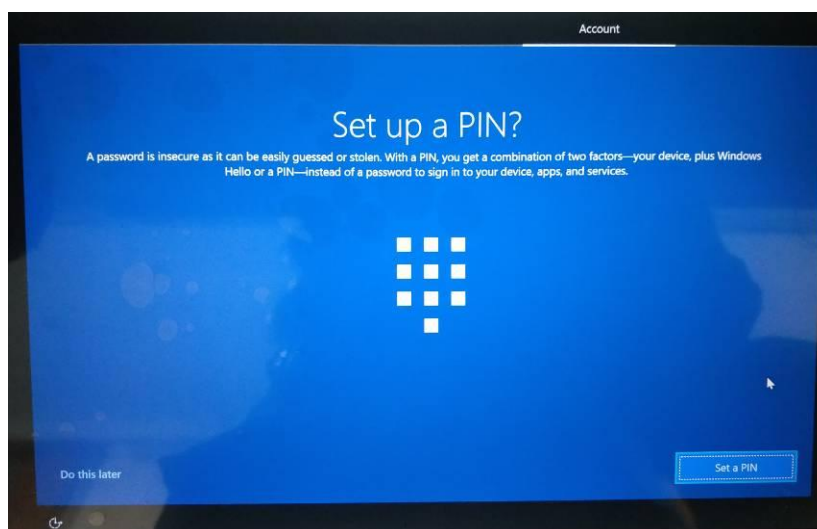 Account
Set up a PIN?
A password is insecure as it can be easily guessed or stolen. With a PIN, you get a combination of two factors—your device, plus Windows
Hello or a PIN—instead of a password to sign in to your device, apps, and services.
Do this later
Set a PIN